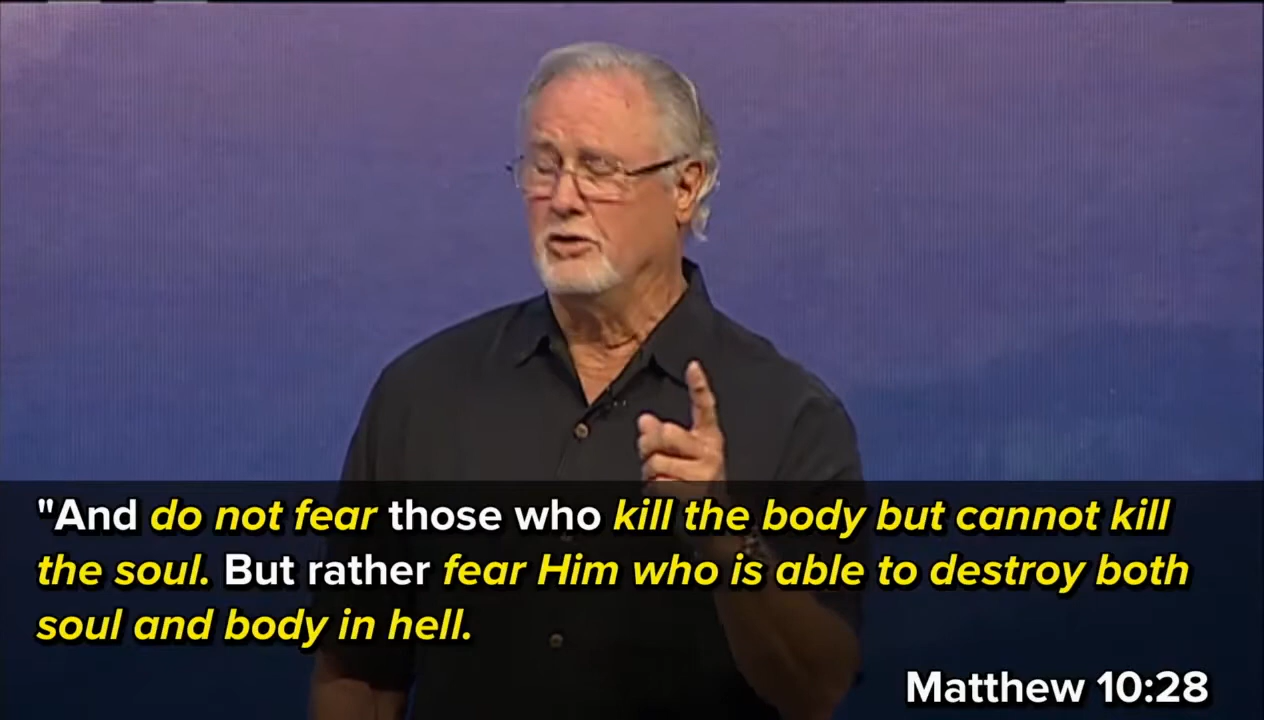 "And do not fear those who kill the body but cannot kill
the soul. But rather fear Him who is able to destroy both
soul and body in hell.
Matthew 10:28